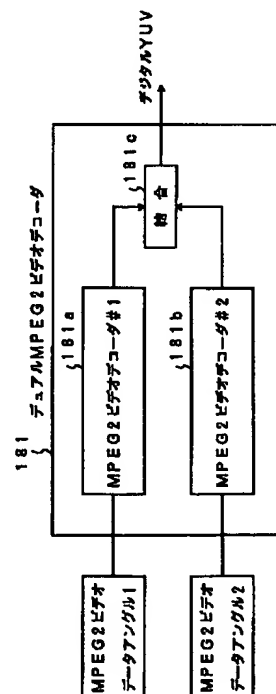 181
デュアルMPEG2ビデオデコーダ
MPEG2ビデオ
データアングル1
181a
MPEG2ビデオデコーダ#1
MPEG2ビデオ
データアングル2
181b
MPEG2ビデオデコーダ#2
181c
結合
デジタルYUV